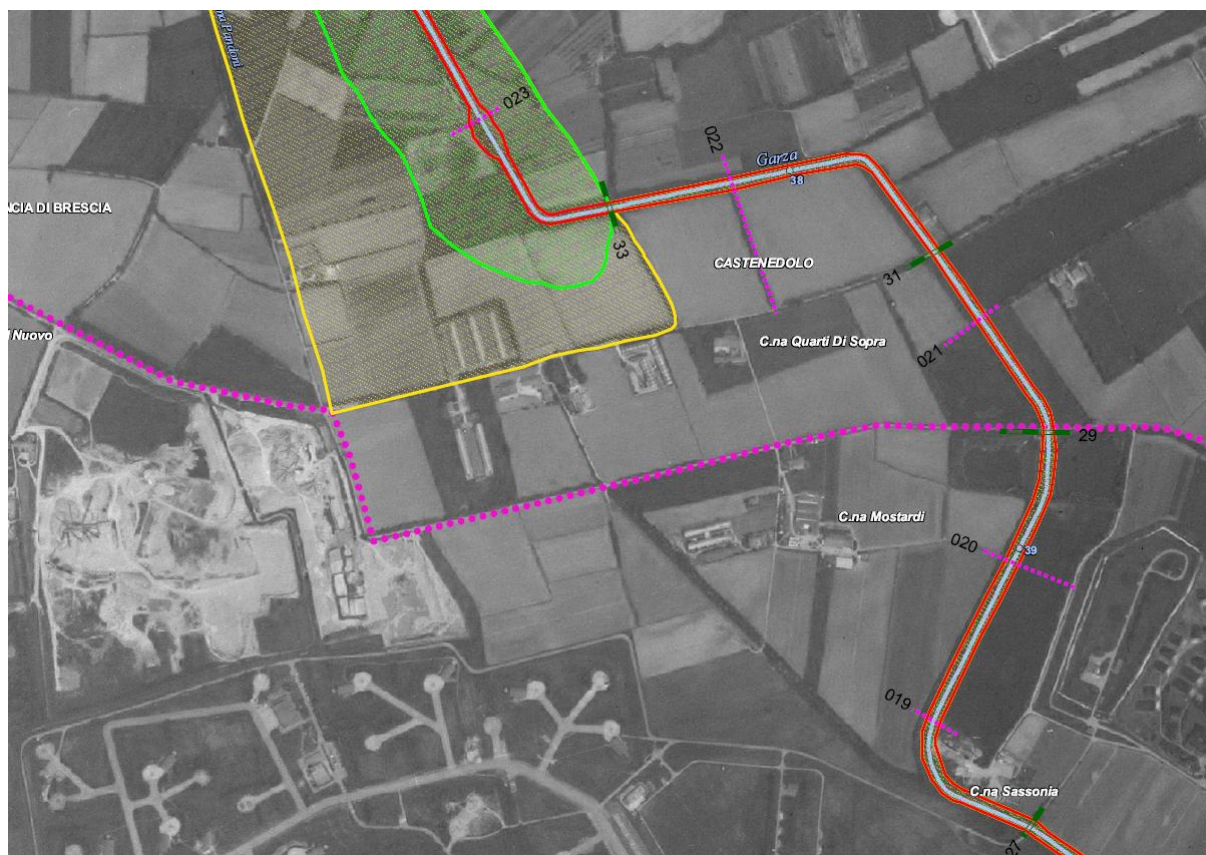 023
022
Garza
38
NCIA DI BRESCIA
33
CASTENEDOLO
31
l Nuovo
C.na Quarti Di Sopra
021
29
C.na Mostardi
020
39
019
C.na Sassonia
27